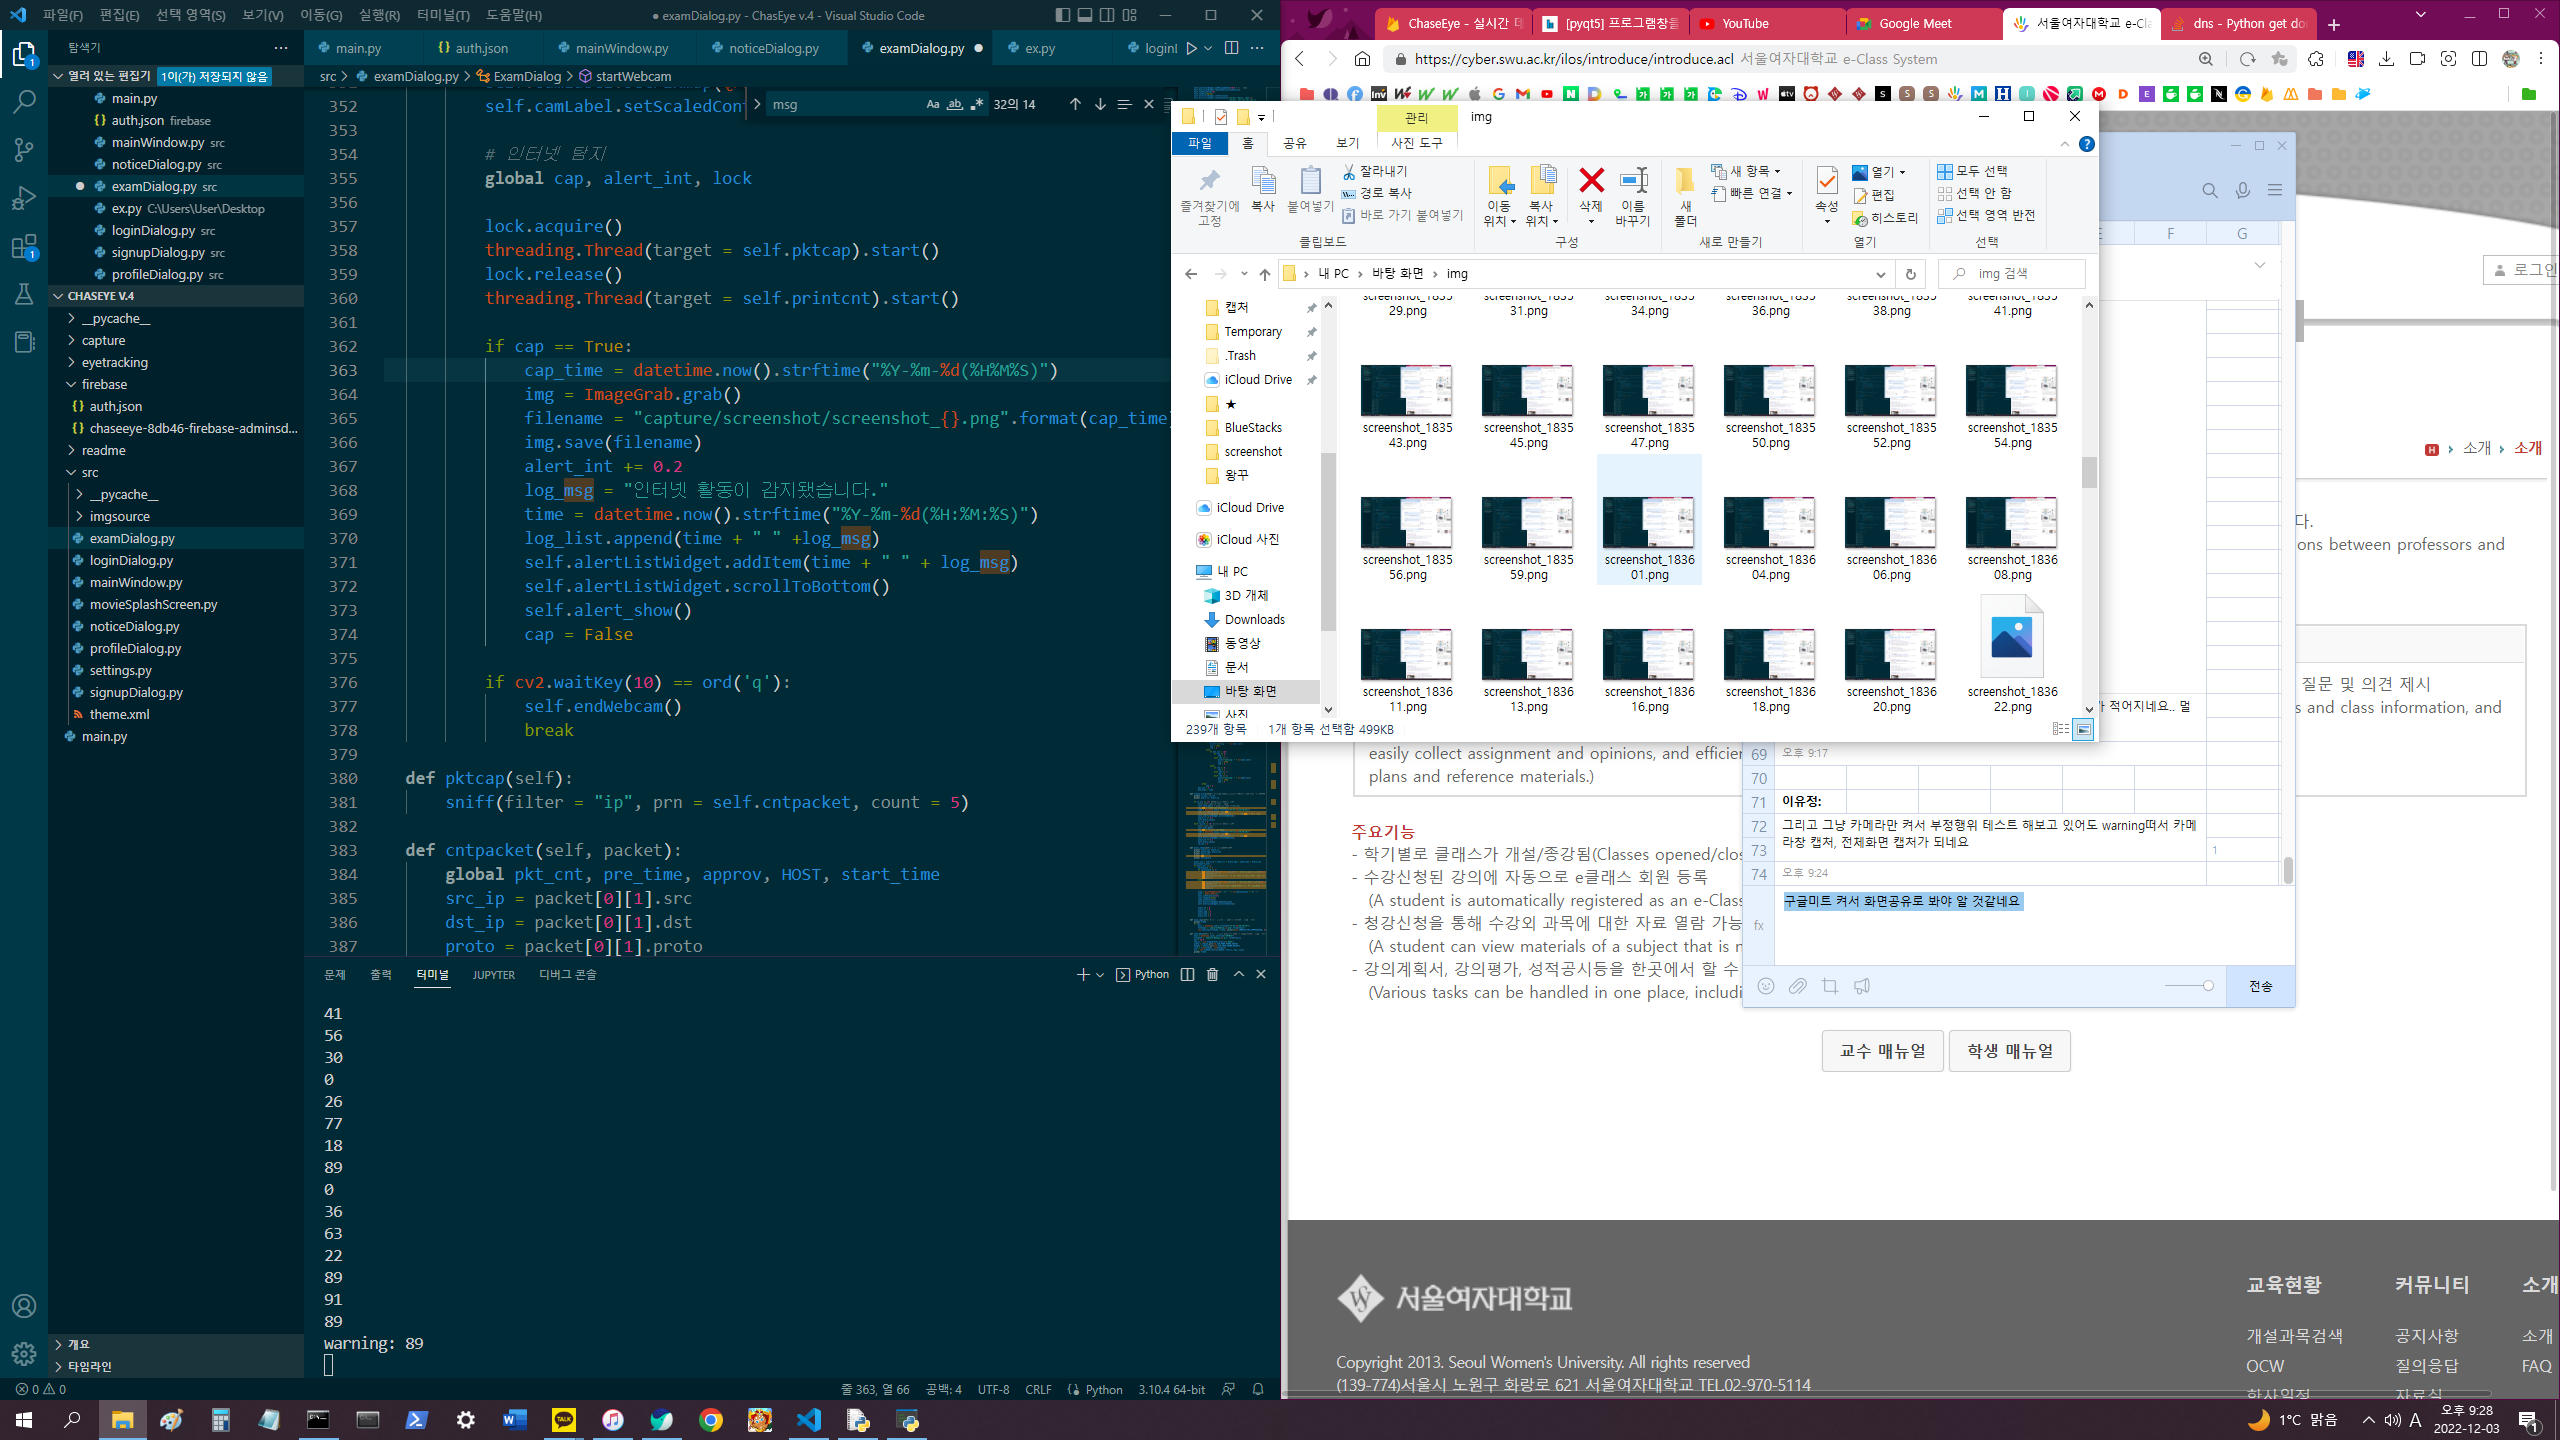 파일(F) 편집(E) 선택 영역(S) 보기(V) 이동(G) 실행(R) 터미널(T) 도움말(H)
● examDialog.py - ChasEye v.4 - Visual Studio Code
탐색기
열려 있는 편집기 1이(가) 저장되지 않음
main.py
auth.json firebase
mainWindow.py src
noticeDialog.py src
examDialog.py src
ex.py C:\Users\User\Desktop
loginDialog.py src
signupDialog.py src
profileDialog.py src
CHASEYE V.4
__pycache__
capture
eyetracking
firebase
auth.json
chaseeye-8db46-firebase-adminsd...
readme
src
__pycache__
imgsource
examDialog.py
loginDialog.py
mainWindow.py
movieSplashScreen.py
noticeDialog.py
profileDialog.py
settings.py
signupDialog.py
theme.xml
main.py
개요
타임라인
main.py auth.json mainWindow.py noticeDialog.py examDialog.py ex.py loginI
src > examDialog.py > ExamDialog > startWebcam
msg 32의 14
352 self.camLabel.setScaledCon
353
354 # 인터넷 탐지
355 global cap, alert_int, lock
356
357 lock.acquire()
358 threading.Thread(target = self.pktcap).start()
359 lock.release()
360 threading.Thread(target = self.printcnt).start()
361
362 if cap == True:
363 cap_time = datetime.now().strftime("%Y-%m-%d(%H%M%S)")
364 img = ImageGrab.grab()
365 filename = "capture/screenshot/screenshot_{}.png".format(cap_time)
366 img.save(filename)
367 alert_int += 0.2
368 log_msg = "인터넷 활동이 감지됐습니다."
369 time = datetime.now().strftime("%Y-%m-%d(%H:%M:%S)")
370 log_list.append(time + " " +log_msg)
371 self.alertListWidget.addItem(time + " " + log_msg)
372 self.alertListWidget.scrollToBottom()
373 self.alert_show()
374 cap = False
375
376 if cv2.waitKey(10) == ord('q'):
377 self.endWebcam()
378 break
379
380 def pktcap(self):
381 sniff(filter = "ip", prn = self.cntpacket, count = 5)
382
383 def cntpacket(self, packet):
384 global pkt_cnt, pre_time, approv, HOST, start_time
385 src_ip = packet[0][1].src
386 dst_ip = packet[0][1].dst
387 proto = packet[0][1].proto
문제 출력 터미널 JUPYTER 디버그 콘솔
Python
41
56
30
0
26
77
18
89
0
36
63
22
89
91
89
warning: 89
0 0
줄 363, 열 66 공백: 4 UTF-8 CRLF Python 3.10.4 64-bit
ChaseEye - 실시간 데 [pyqt5] 프로그램창들 YouTube Google Meet 서울여자대학교 e-Cla dns - Python get do
https://cyber.swu.ac.kr/ilos/introduce/introduce.acl 서울여자대학교 e-Class System
관리 img
파일 홈 공유 보기 사진 도구
즐겨찾기에 고정
복사
붙여넣기
잘라내기
경로 복사
바로 가기 붙여넣기
클립보드
이동 위치
복사 위치
삭제
이름 바꾸기
구성
새 폴더
새 항목
빠른 연결
새로 만들기
속성
열기
편집
히스토리
열기
모두 선택
선택 안 함
선택 영역 반전
선택
내 PC > 바탕 화면 > img
img 검색
캡처
Temporary
.Trash
iCloud Drive
★
BlueStacks
screenshot
왕꾸
iCloud Drive
iCloud 사진
내 PC
3D 개체
Downloads
동영상
문서
바탕 화면
사진
screenshot_183529.png screenshot_183531.png screenshot_183534.png screenshot_183536.png screenshot_183538.png screenshot_183541.png
screenshot_183543.png screenshot_183545.png screenshot_183547.png screenshot_183550.png screenshot_183552.png screenshot_183554.png
screenshot_183556.png screenshot_183559.png screenshot_183601.png screenshot_183604.png screenshot_183606.png screenshot_183608.png
screenshot_183611.png screenshot_183613.png screenshot_183616.png screenshot_183618.png screenshot_183620.png screenshot_183622.png
239개 항목 1개 항목 선택함 499KB
F G
로그인
소개 > 소개
다.
ons between professors and
질문 및 의견 제시
s and class information, and
easily collect assignment and opinions, and efficien
plans and reference materials.)
적어지네요.. 멀
69 오후 9:17
70
71 이유정:
72 그리고 그냥 카메라만 켜서 부정행위 테스트 해보고 있어도 warning떠서 카메
73 라창 캡처, 전체화면 캡처가 되네요
1
74 오후 9:24
fx 구글미트 켜서 화면공유로 봐야 알 것같네요
전송
주요기능
- 학기별로 클래스가 개설/종강됨(Classes opened/clos
- 수강신청된 강의에 자동으로 e클래스 회원 등록
(A student is automatically registered as an e-Class
- 청강신청을 통해 수강외 과목에 대한 자료 열람 가능
(A student can view materials of a subject that is n
- 강의계획서, 강의평가, 성적공시등을 한곳에서 할 수
(Various tasks can be handled in one place, includi
교수 매뉴얼 학생 매뉴얼
서울여자대학교
교육현황 커뮤니티 소개
개설과목검색 공지사항 소개
OCW 질의응답 FAQ
학사일정 자료실
Copyright 2013. Seoul Women's University. All rights reserved
(139-774)서울시 노원구 화랑로 621 서울여자대학교 TEL.02-970-5114
1°C 맑음
A
오후 9:28
2022-12-03